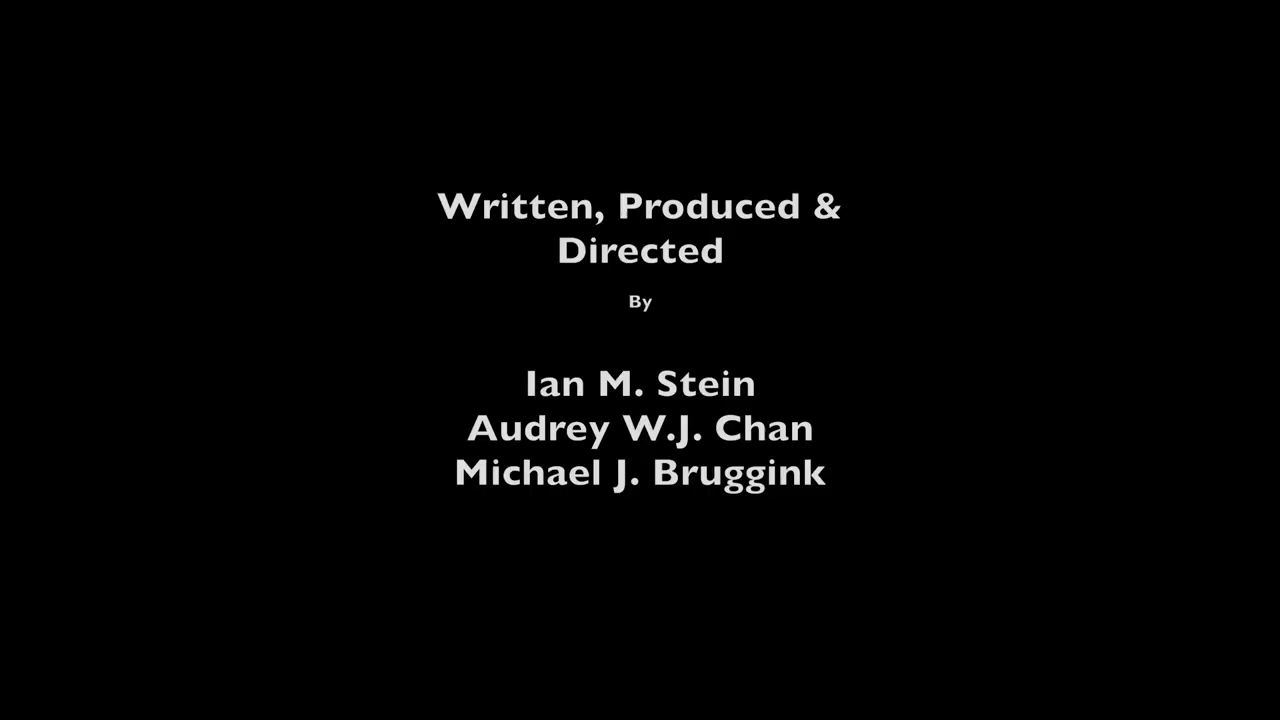 Written, Produced &
Directed
By
Ian M. Stein
Audrey W.J. Chan
Michael J. Bruggink